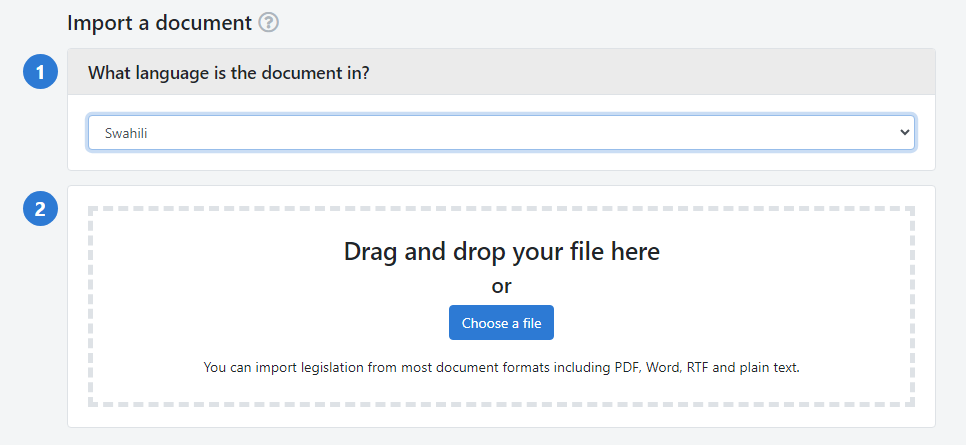 Import a document ?
1
What language is the document in?
Swahili
2
Drag and drop your file here
or
Choose a file
You can import legislation from most document formats including PDF, Word, RTF and plain text.